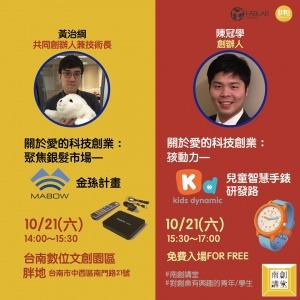 FABLAB
黃治綱
共同創辦人兼技術長
關於愛的科技創業：
聚焦銀髮市場—
MABOW
金孫計畫
10/21(六)
14:00～15:30
台南數位文創園區
胖地 台南市中西區南門路21號
陳冠學
創辦人
關於愛的科技創業：
孩動力—
kids dynamic
兒童智慧手錶
研發路
10/21(六)
15:30～17:00
免費入場FOR FREE
#南創講堂
#對創業有興趣的青年/學生
南創
講堂